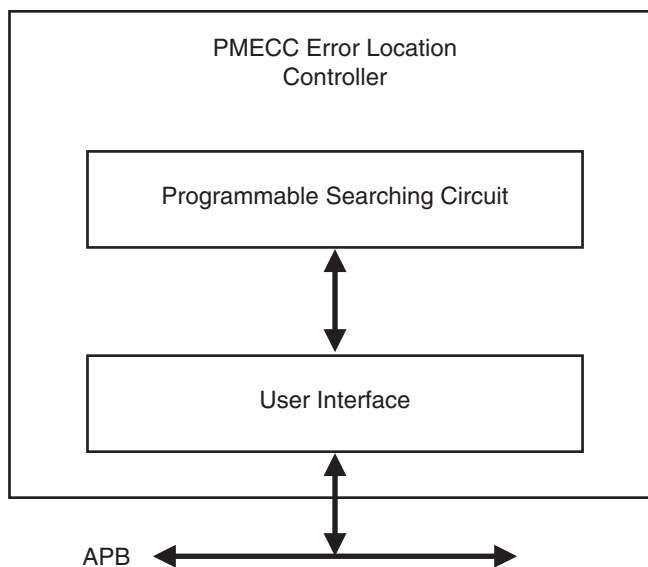 PMECC Error Location
Controller
Programmable Searching Circuit
User Interface
APB